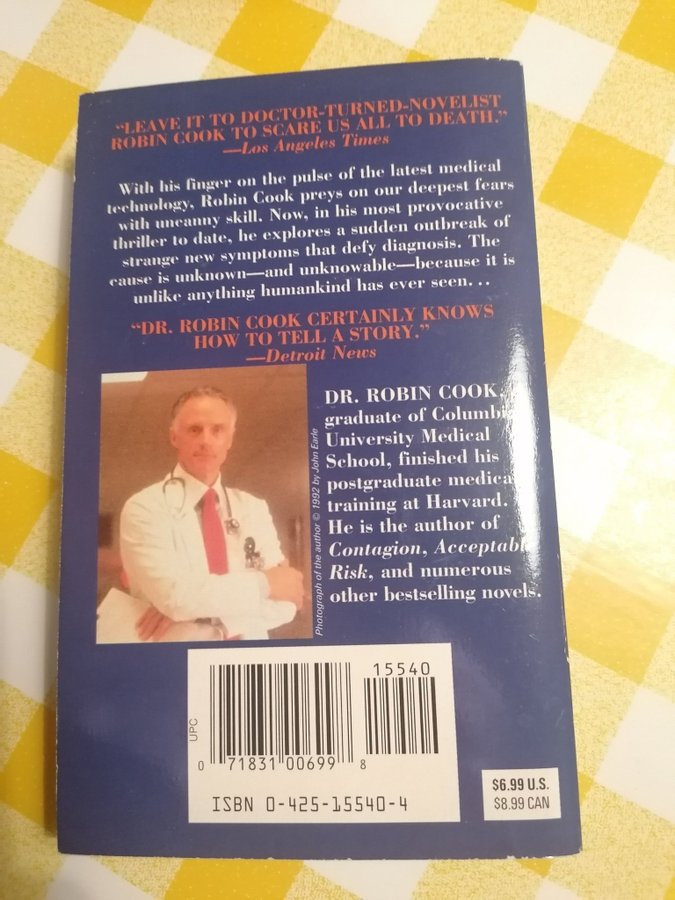 “LEAVE IT TO DOCTOR-TURNED-NOVELIST
ROBIN COOK TO SCARE US ALL TO DEATH.”
—Los Angeles Times
With his finger on the pulse of the latest medical
technology, Robin Cook preys on our deepest fears
with uncanny skill. Now, in his most provocative
thriller to date, he explores a sudden outbreak of
strange new symptoms that defy diagnosis. The
cause is unknown—and unknowable—because it is
unlike anything humankind has ever seen. . .
“DR. ROBIN COOK CERTAINLY KNOWS
HOW TO TELL A STORY.”
—Detroit News
DR. ROBIN COOK,
graduate of Columbia
University Medical
School, finished his
postgraduate medical
training at Harvard.
He is the author of
Contagion, Acceptable
Risk, and numerous
other bestselling novels.
Photograph of the author © 1992 by John Earle
15540
UPC
0 71831 00699 8
ISBN 0-425-15540-4
$6.99 U.S.
$8.99 CAN